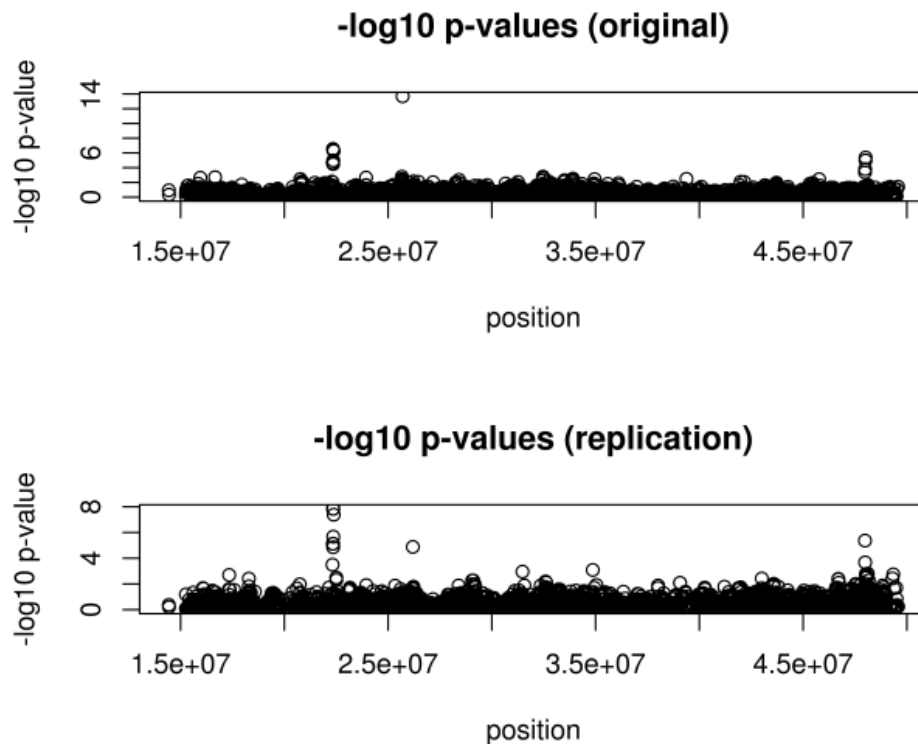 -log10 p-values (original)
-log10 p-value
0 6 14
1.5e+07 2.5e+07 3.5e+07 4.5e+07
position
-log10 p-values (replication)
-log10 p-value
0 4 8
1.5e+07 2.5e+07 3.5e+07 4.5e+07
position